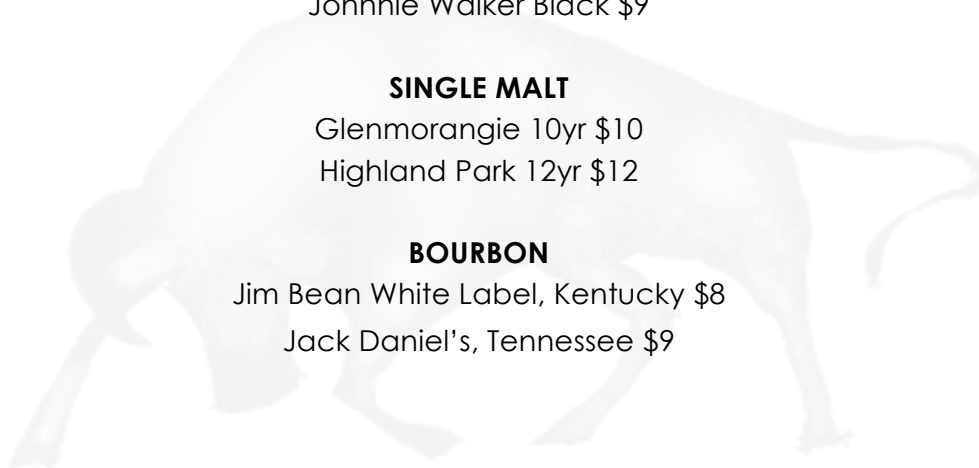 Johnnie Walker Black $9
SINGLE MALT
Glenmorangie 10yr $10
Highland Park 12yr $12
BOURBON
Jim Bean White Label, Kentucky $8
Jack Daniel’s, Tennessee $9